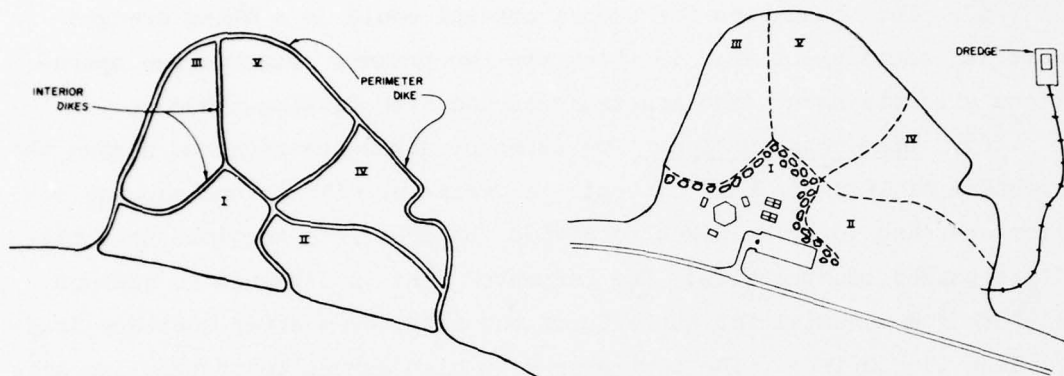 III
V
INTERIOR
DIKES
PERIMETER
DIKE
IV
I
II
III
V
DREDGE
IV
I
II